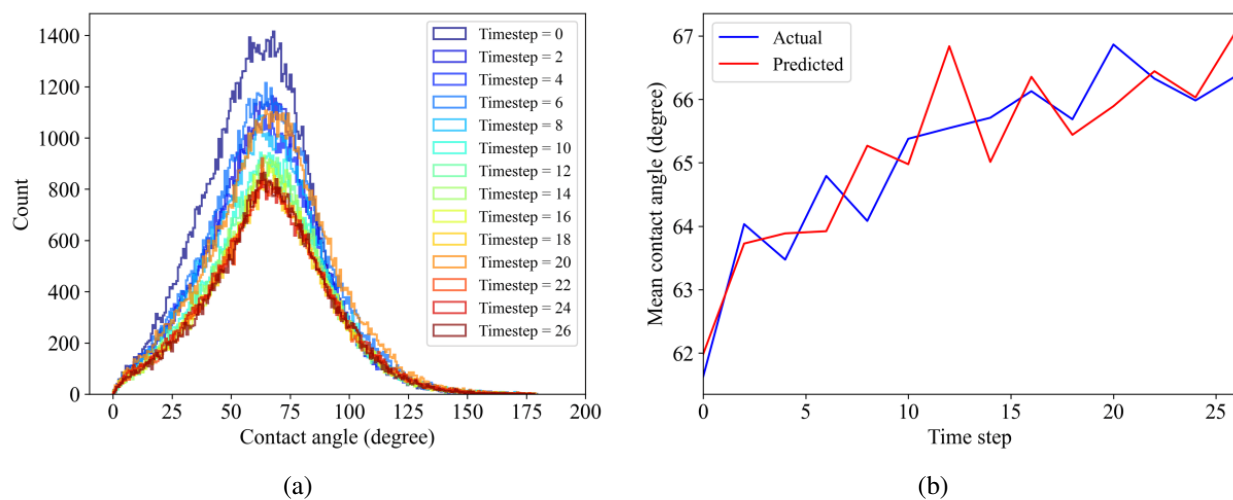 1400
1200
1000
800
600
400
200
0
Count
0 25 50 75 100 125 150 175 200
Contact angle (degree)
Timestep = 0
Timestep = 2
Timestep = 4
Timestep = 6
Timestep = 8
Timestep = 10
Timestep = 12
Timestep = 14
Timestep = 16
Timestep = 18
Timestep = 20
Timestep = 22
Timestep = 24
Timestep = 26
(a)
67
66
65
64
63
62
Mean contact angle (degree)
Actual
Predicted
0 5 10 15 20 25
Time step
(b)